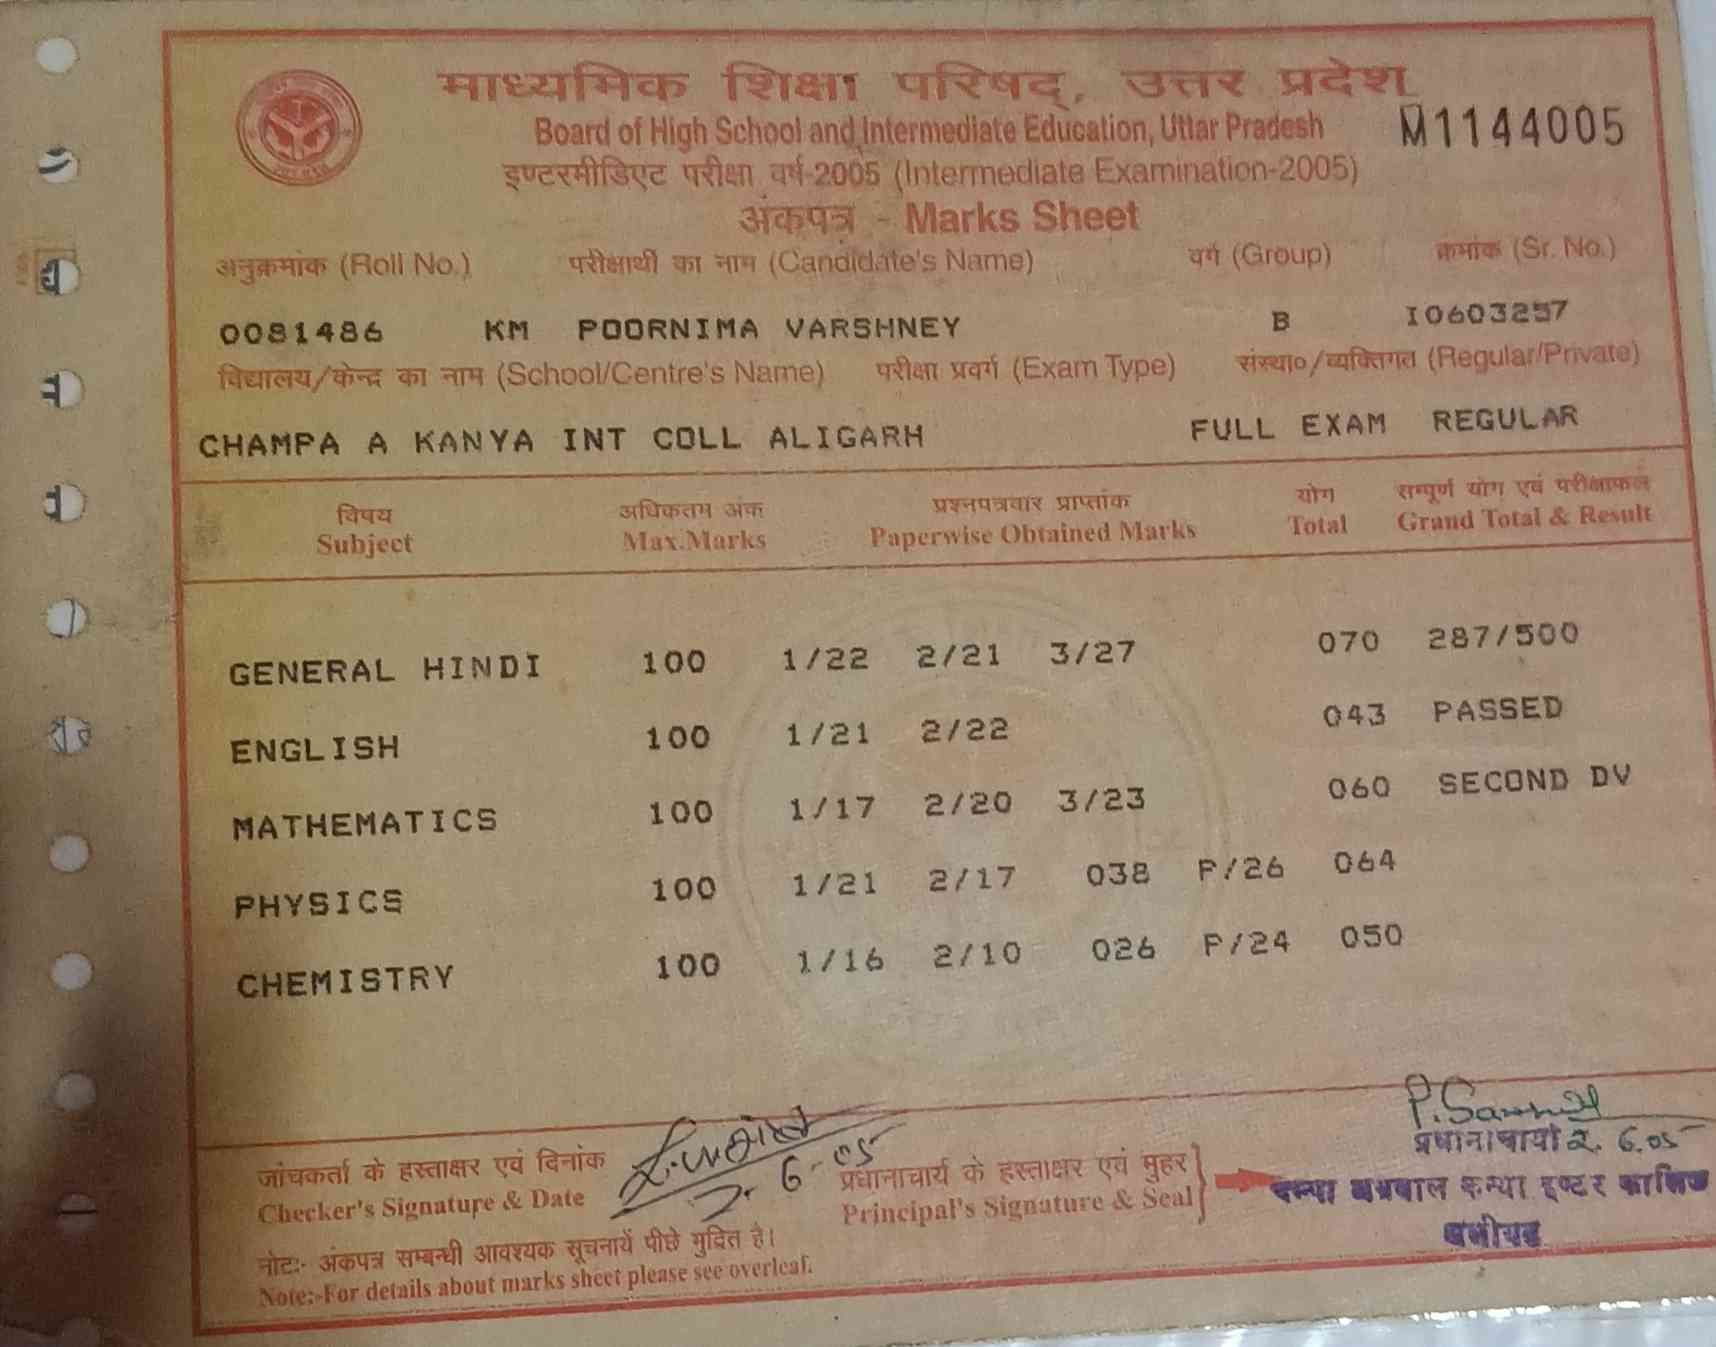 माध्यमिक शिक्षा परिषद्, उत्तर प्रदेश
Board of High School and Intermediate Education, Uttar Pradesh
M1144005
इण्टरमीडिएट परीक्षा वर्ष-2005 (Intermediate Examination-2005)
अंकपत्र - Marks Sheet
अनुक्रमांक (Roll No.) परीक्षार्थी का नाम (Candidate's Name) वर्ग (Group) क्रमांक (Sr. No.)
0081486 KM POORNIMA VARSHNEY B I0603257
विद्यालय/केन्द्र का नाम (School/Centre's Name) परीक्षा प्रवर्ग (Exam Type) संस्था०/व्यक्तिगत (Regular/Private)
CHAMPA A KANYA INT COLL ALIGARH FULL EXAM REGULAR
विषय अधिकतम अंक प्रश्नपत्रवार प्राप्तांक योग सम्पूर्ण योग एवं परीक्षाफल
Subject Max.Marks Paperwise Obtained Marks Total Grand Total & Result
GENERAL HINDI 100 1/22 2/21 3/27 070 287/500
ENGLISH 100 1/21 2/22 043 PASSED
MATHEMATICS 100 1/17 2/20 3/23 060 SECOND DV
PHYSICS 100 1/21 2/17 038 P/26 064
CHEMISTRY 100 1/16 2/10 026 P/24 050
प्रधानाचार्या 2. 6.05
जांचकर्ता के हस्ताक्षर एवं दिनांक प्रधानाचार्य के हस्ताक्षर एवं मुहर
Checker's Signature & Date 2. 6-05 Principal's Signature & Seal
अग्रवाल कन्या इण्टर कालिज
अलीगढ़
नोटः- अंकपत्र सम्बन्धी आवश्यक सूचनायें पीछे मुद्रित है।
Note:-For details about marks sheet please see overleaf.